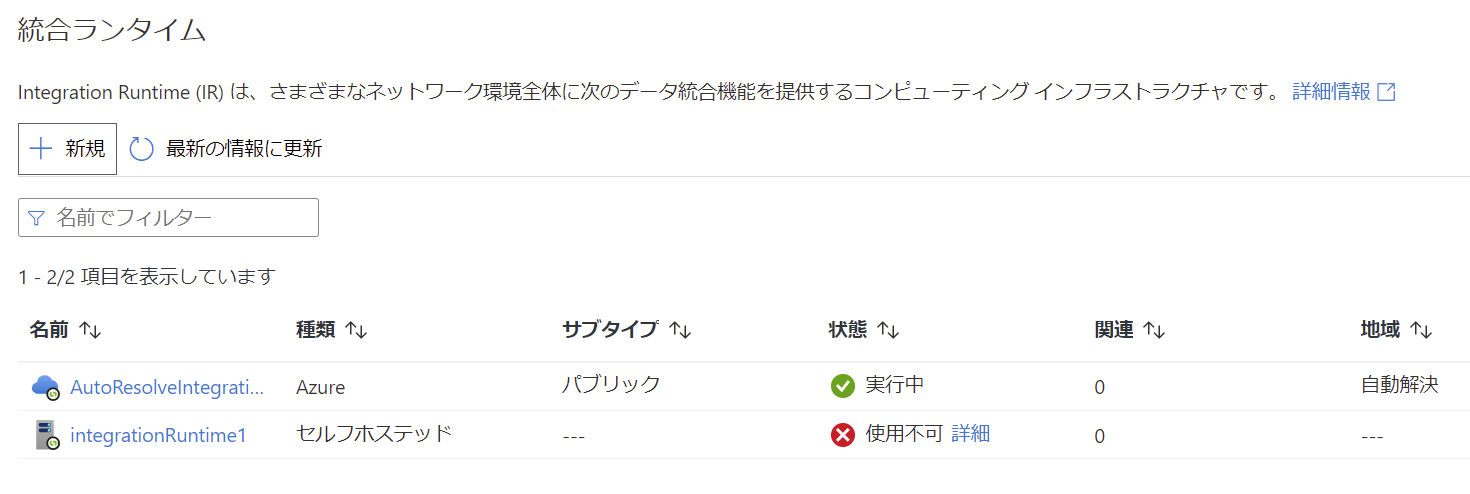 統合ランタイム
Integration Runtime (IR) は、さまざまなネットワーク環境全体に次のデータ統合機能を提供するコンピューティング インフラストラクチャです。 詳細情報
新規 最新の情報に更新
名前でフィルター
1 - 2/2 項目を表示しています
名前 種類 サブタイプ 状態 関連 地域
AutoResolveIntegrati... Azure パブリック 実行中 0 自動解決
integrationRuntime1 セルフホステッド --- 使用不可 詳細 0 ---